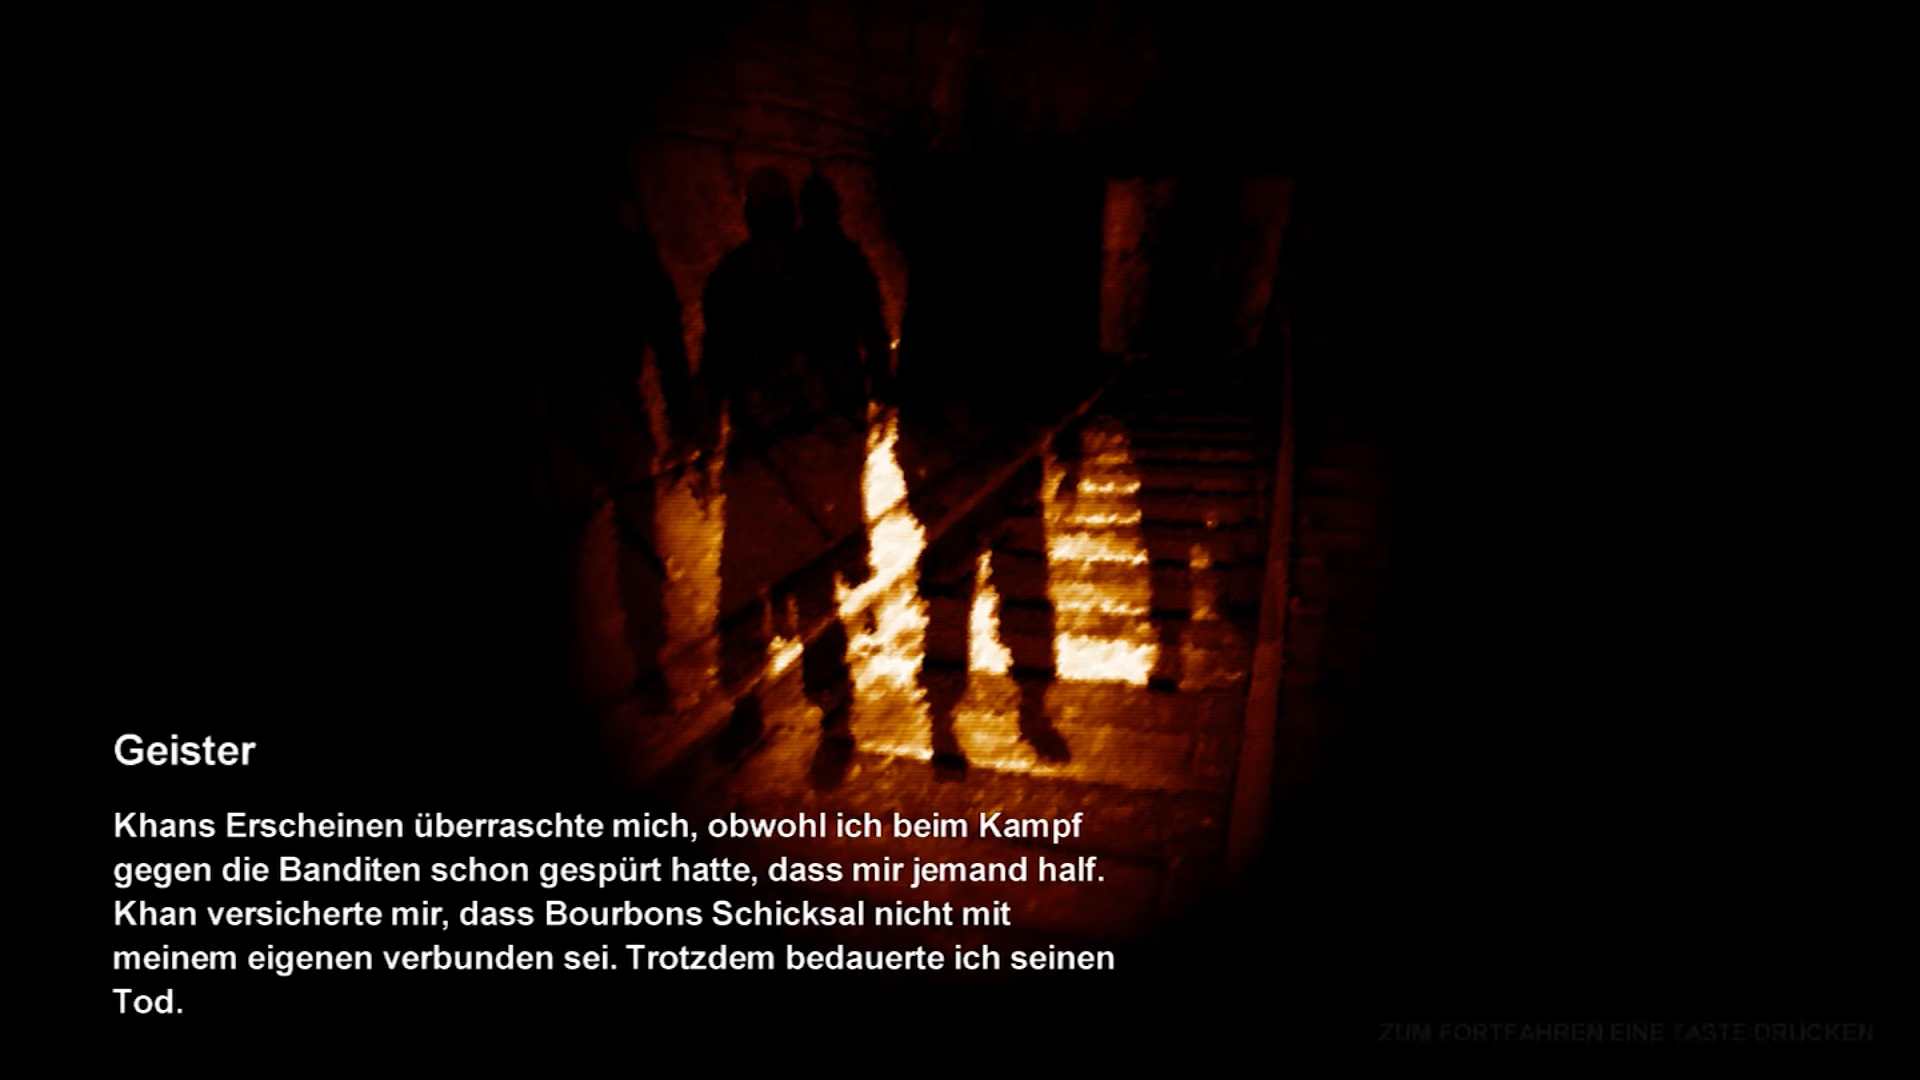 Geister
Khans Erscheinen überraschte mich, obwohl ich beim Kampf
gegen die Banditen schon gespürt hatte, dass mir jemand half.
Khan versicherte mir, dass Bourbons Schicksal nicht mit
meinem eigenen verbunden sei. Trotzdem bedauerte ich seinen
Tod.
ZUM FORTFAHREN EINE TASTE DRÜCKEN